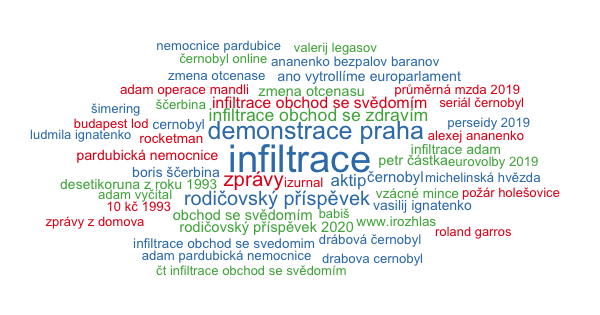 nemocnice pardubice valerij legasov
černobyl online ananenko bezpalov baranov
zmena otcenase ano vytrollíme europarlament
adam operace mandli zmena otcenasu průměrná mzda 2019
ščerbina infiltrace obchod se svědomím seriál černobyl
šimering infiltrace obchod se zdravím
budapest lod cernobyl demonstrace praha perseidy 2019
ludmila ignatenko rocketman alexej ananenko
infiltrace adam
pardubická nemocnice infiltrace petr částka eurovolby 2019
boris ščerbina zprávy izurnal aktip černobyl michelinská hvězda
desetikoruna z roku 1993
adam vyčítal rodičovský příspěvek vzácné mince požár holešovice
10 kč 1993 vasilij ignatenko
zprávy z domova obchod se svědomím babiš www.irozhlas
rodičovský příspěvek 2020 roland garros
infiltrace obchod se svedomim drábová černobyl
adam pardubická nemocnice drabova cernobyl
čt infiltrace obchod se svědomím